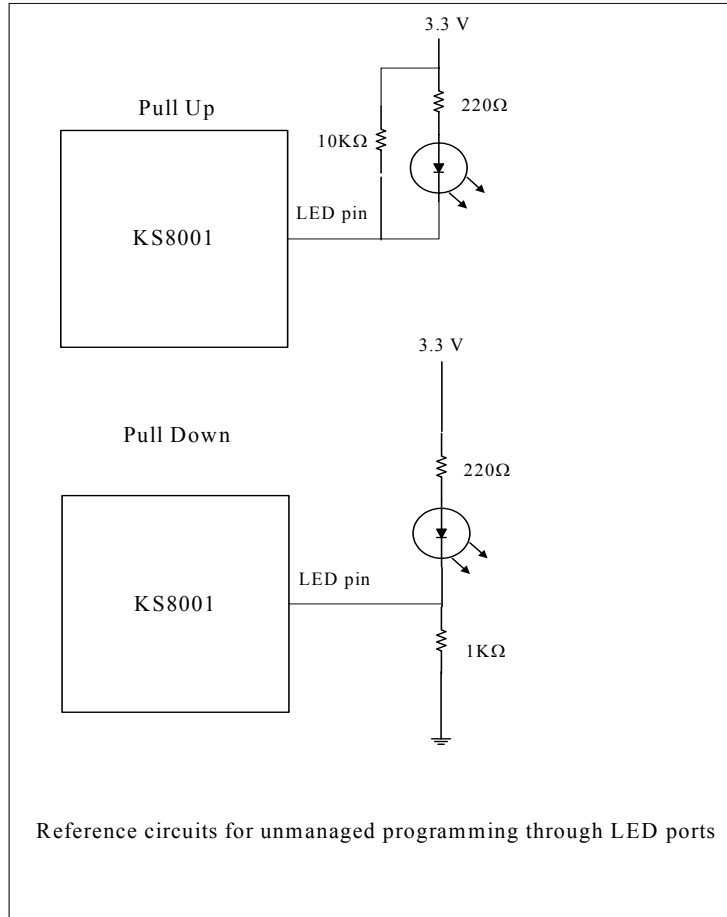 3.3 V
220Ω
Pull Up
10KΩ
LED pin
KS8001
3.3 V
Pull Down
220Ω
LED pin
KS8001
1KΩ
Reference circuits for unmanaged programming through LED ports